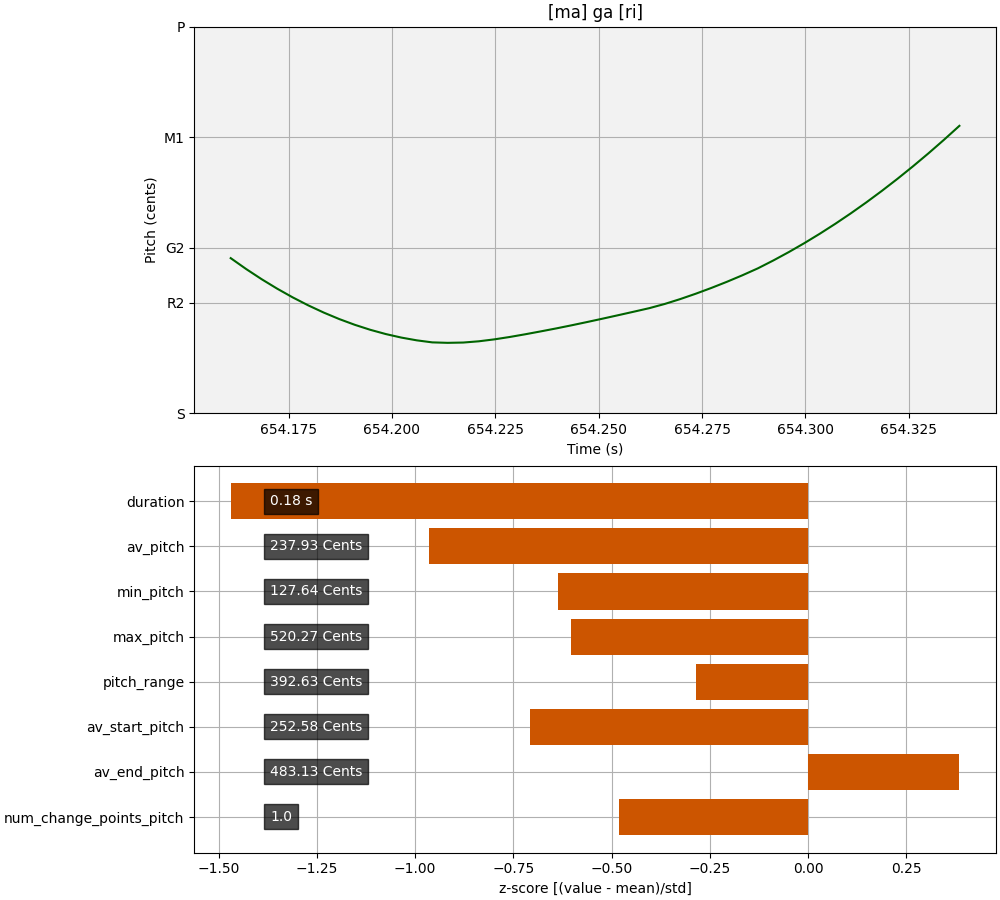 [ma] ga [ri]
P
M1
G2
R2
S
Pitch (cents)
654.175 654.200 654.225 654.250 654.275 654.300 654.325
Time (s)
duration 0.18 s
av_pitch 237.93 Cents
min_pitch 127.64 Cents
max_pitch 520.27 Cents
pitch_range 392.63 Cents
av_start_pitch 252.58 Cents
av_end_pitch 483.13 Cents
num_change_points_pitch 1.0
−1.50 −1.25 −1.00 −0.75 −0.50 −0.25 0.00 0.25
z-score [(value - mean)/std]